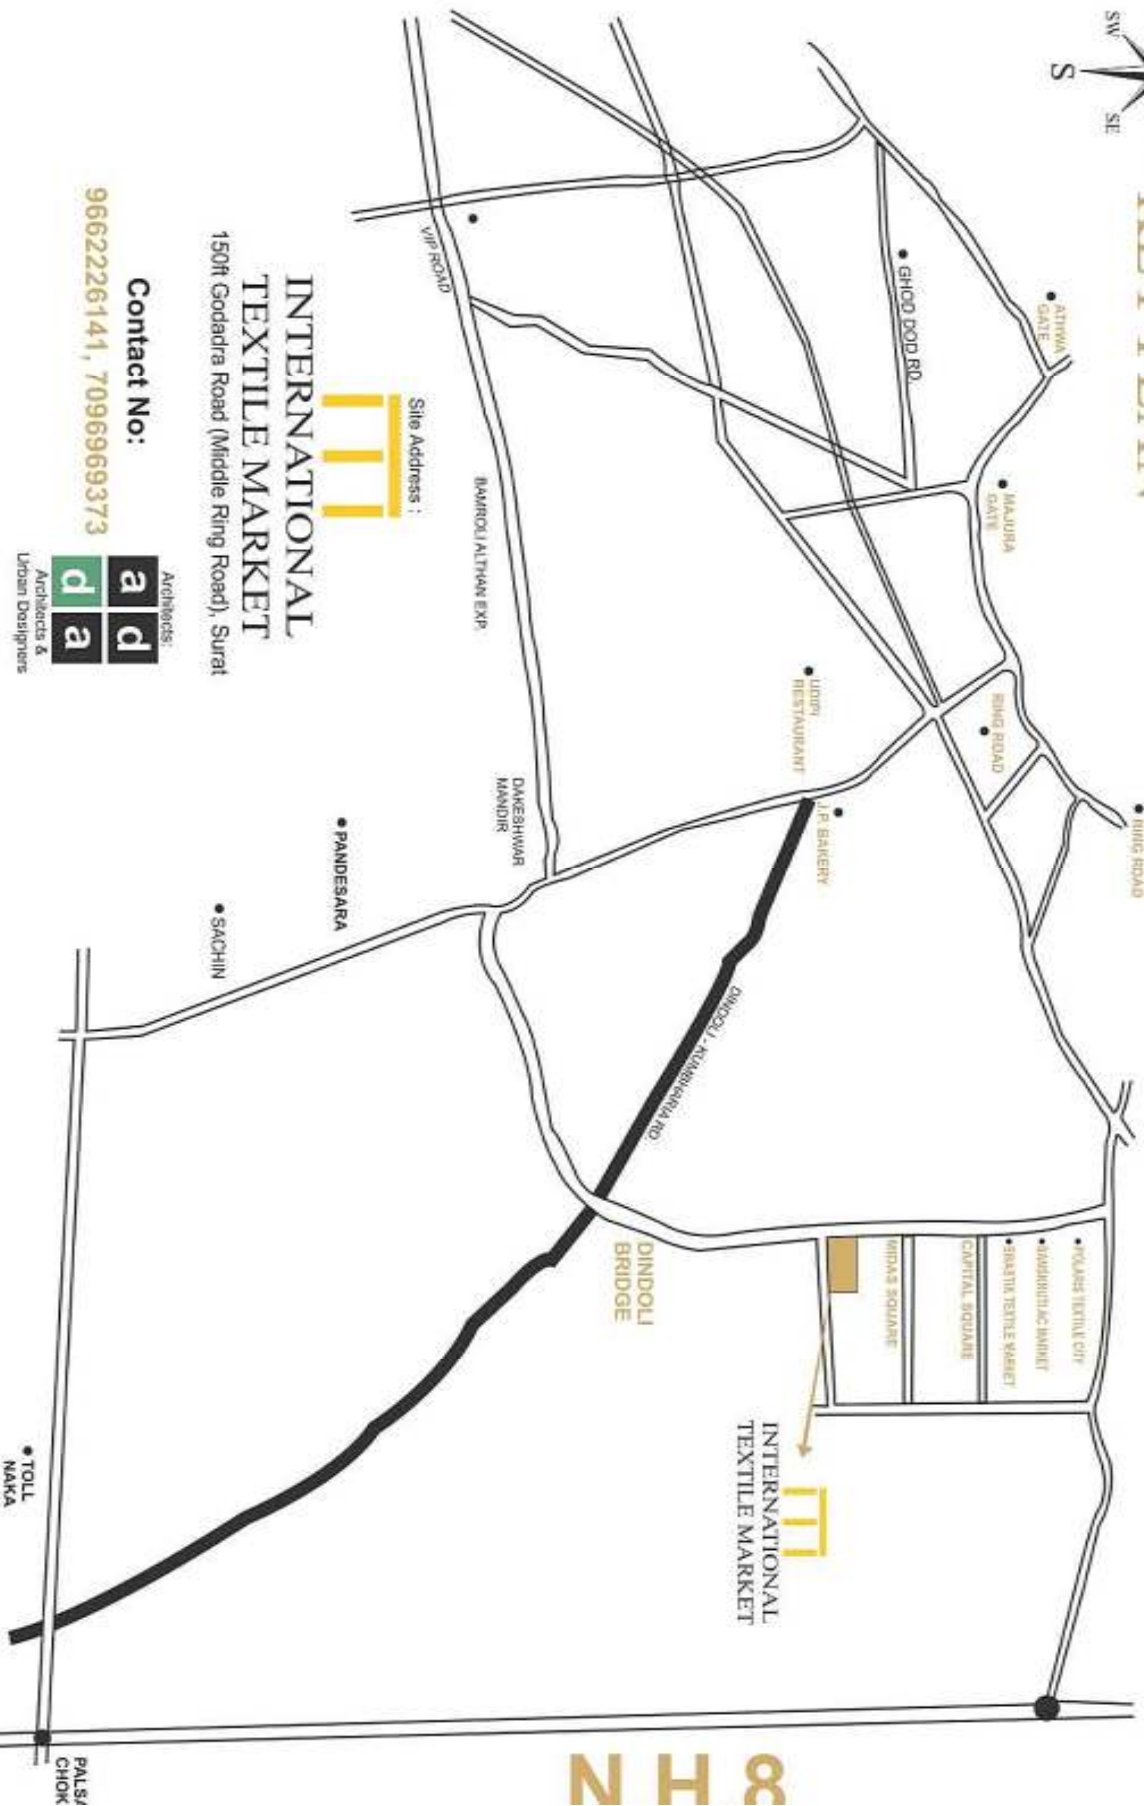 SW
S
SE
KEY PLAN
RING ROAD
ATHWA
GATE
MAJURA
GATE
RING ROAD
GHOD DOD RD.
UDIPI
RESTAURANT
J.P. BAKERY
VIP ROAD
BAMROLI ALTHAN EXP.
DAKESHWAR
MANDIR
DINDOLI - KUMBHARIA RD.
PANDESARA
SACHIN
DINDOLI
BRIDGE
POLARIS TEXTILE CITY
SWASTIK TEXTILE MARKET
CAPITAL SQUARE
MIDAS SQUARE
INTERNATIONAL
TEXTILE MARKET
N H 8
TOLL
NAKA
Site Address :
INTERNATIONAL
TEXTILE MARKET
150ft Godadra Road (Middle Ring Road), Surat
Contact No:
9662226141, 7096969373
Architects:
a d
d a
Architects &
Urban Designers